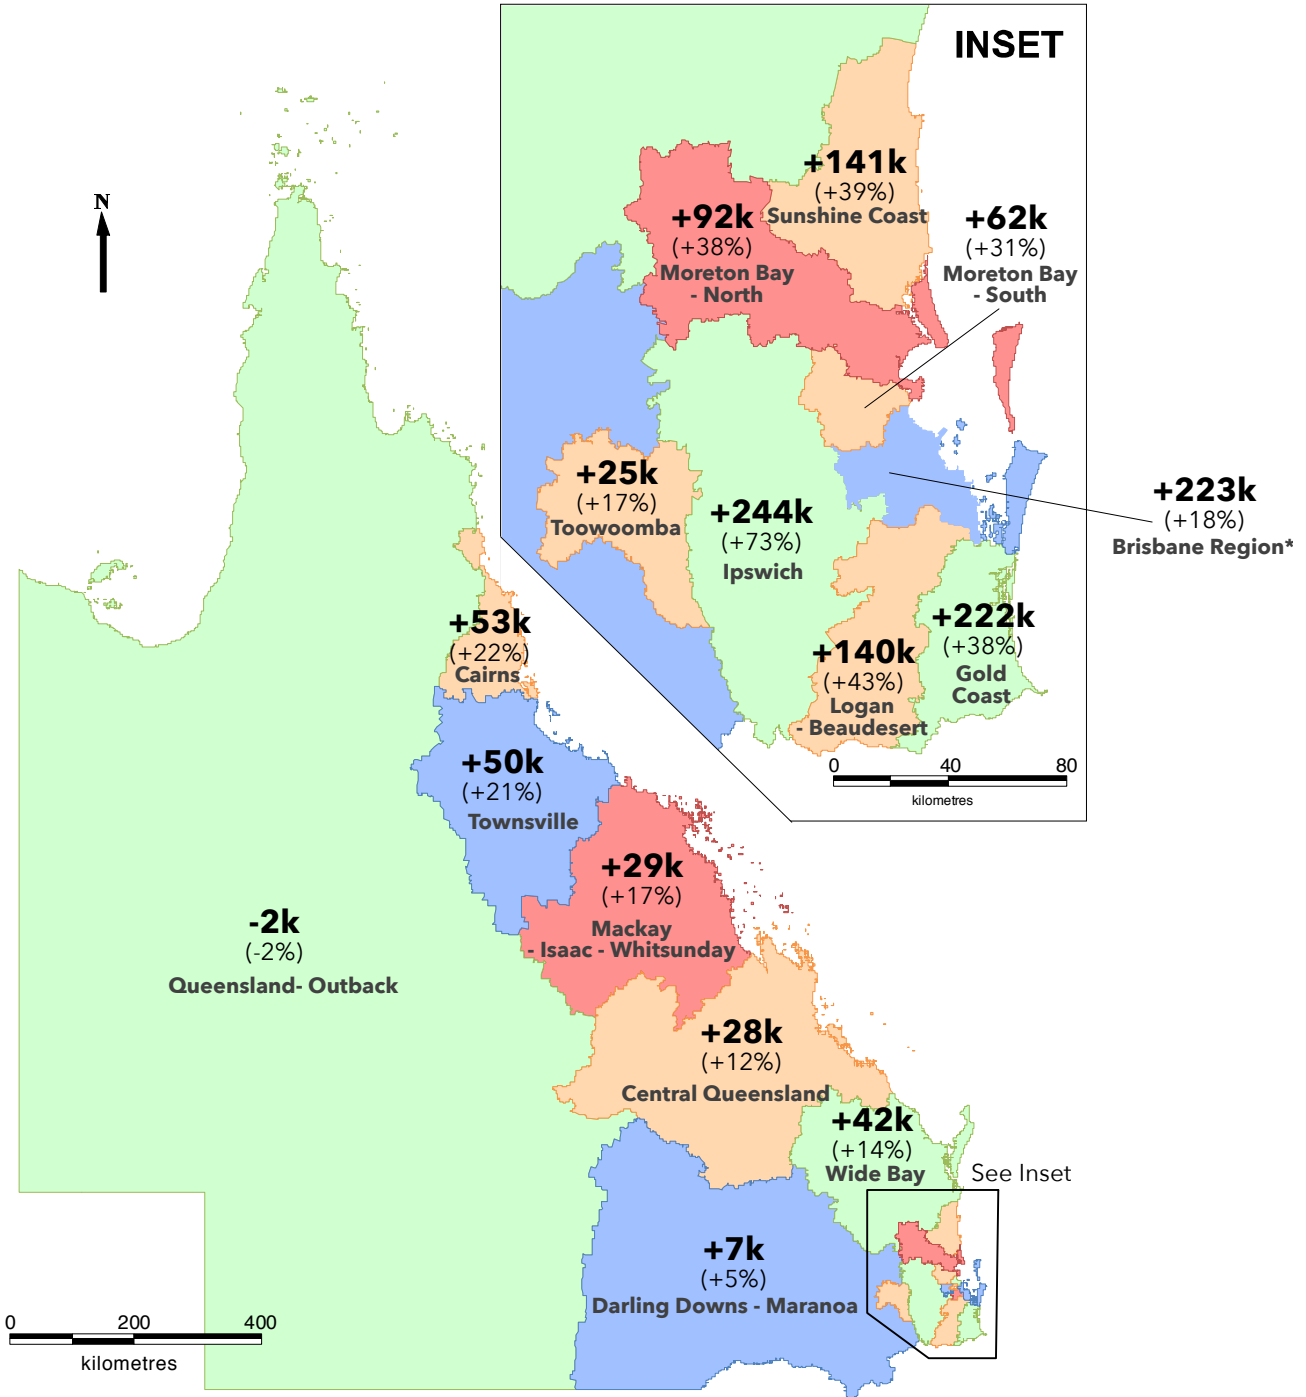 INSET
+141k
(+39%)
Sunshine Coast
+92k
(+38%)
Moreton Bay
- North
+62k
(+31%)
Moreton Bay
- South
N
+25k
(+17%)
Toowoomba
+244k
(+73%)
Ipswich
+223k
(+18%)
Brisbane Region*
+222k
(+38%)
Gold
Coast
+140k
(+43%)
Logan
- Beaudesert
0 40 80
kilometres
+53k
(+22%)
Cairns
+50k
(+21%)
Townsville
+29k
(+17%)
Mackay
- Isaac - Whitsunday
-2k
(-2%)
Queensland- Outback
+28k
(+12%)
Central Queensland
+42k
(+14%)
Wide Bay
See Inset
+7k
(+5%)
Darling Downs - Maranoa
0 200 400
kilometres